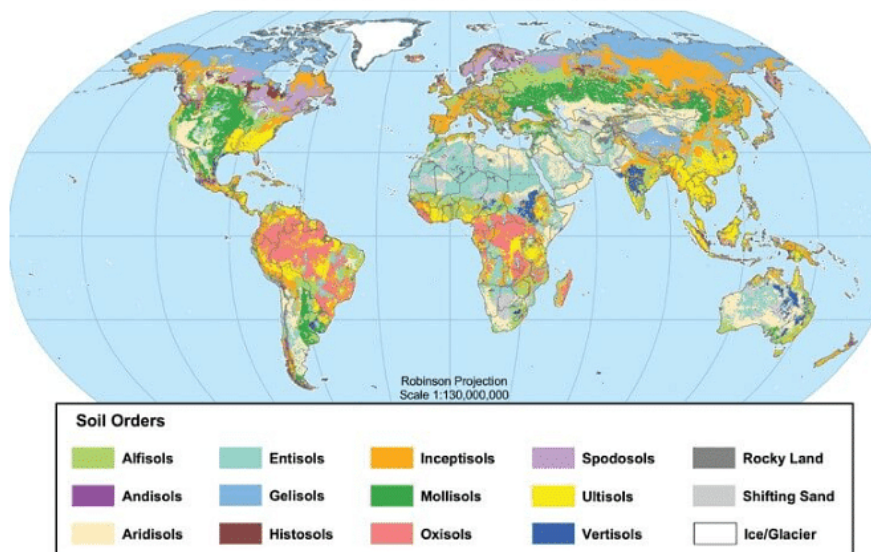 Robinson Projection
Scale 1:130,000,000
Soil Orders
Alfisols Entisols Inceptisols Spodosols Rocky Land
Andisols Gelisols Mollisols Ultisols Shifting Sand
Aridisols Histosols Oxisols Vertisols Ice/Glacier